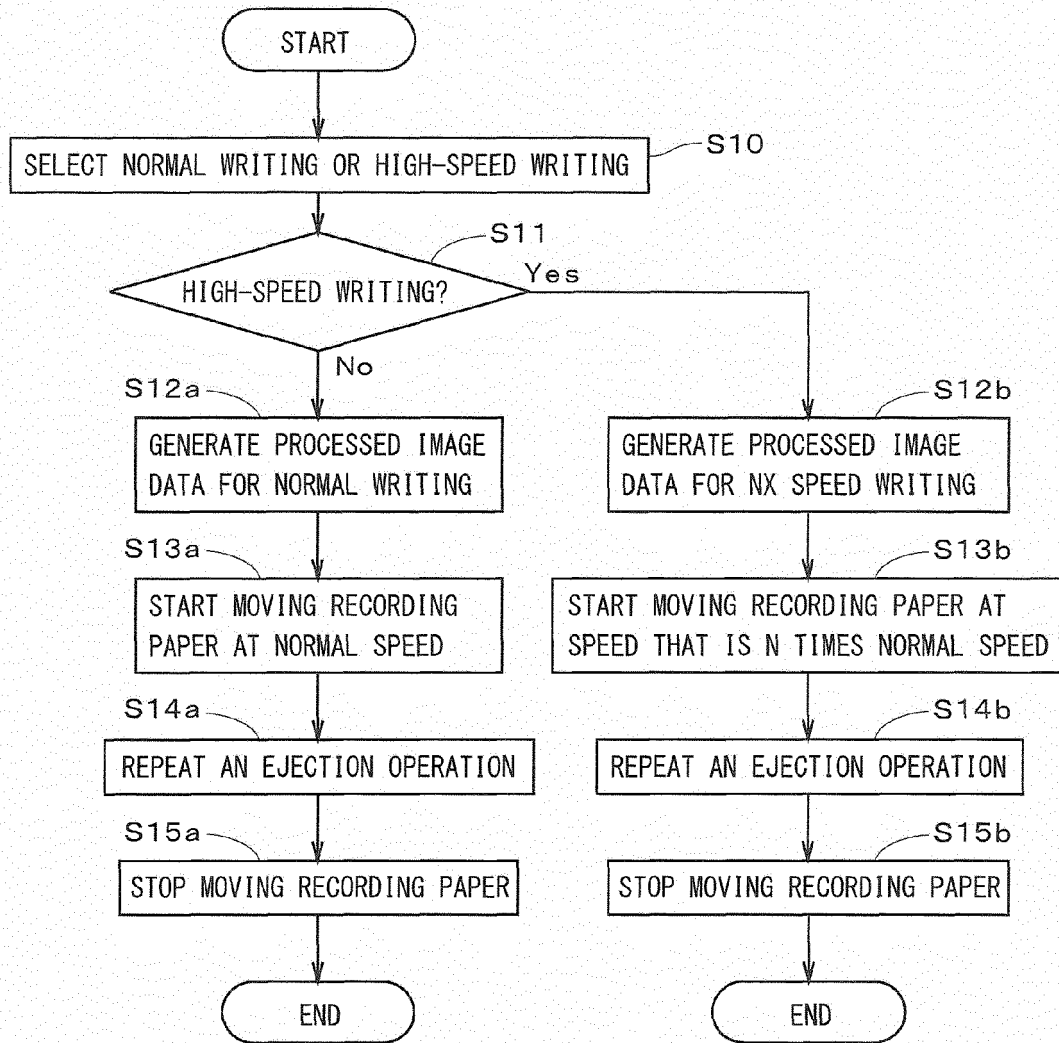 START
SELECT NORMAL WRITING OR HIGH-SPEED WRITING
S10
S11
HIGH-SPEED WRITING?
Yes
No
S12a
GENERATE PROCESSED IMAGE
DATA FOR NORMAL WRITING
S12b
GENERATE PROCESSED IMAGE
DATA FOR NX SPEED WRITING
S13a
START MOVING RECORDING
PAPER AT NORMAL SPEED
S13b
START MOVING RECORDING PAPER AT
SPEED THAT IS N TIMES NORMAL SPEED
S14a
REPEAT AN EJECTION OPERATION
S14b
REPEAT AN EJECTION OPERATION
S15a
STOP MOVING RECORDING PAPER
S15b
STOP MOVING RECORDING PAPER
END
END